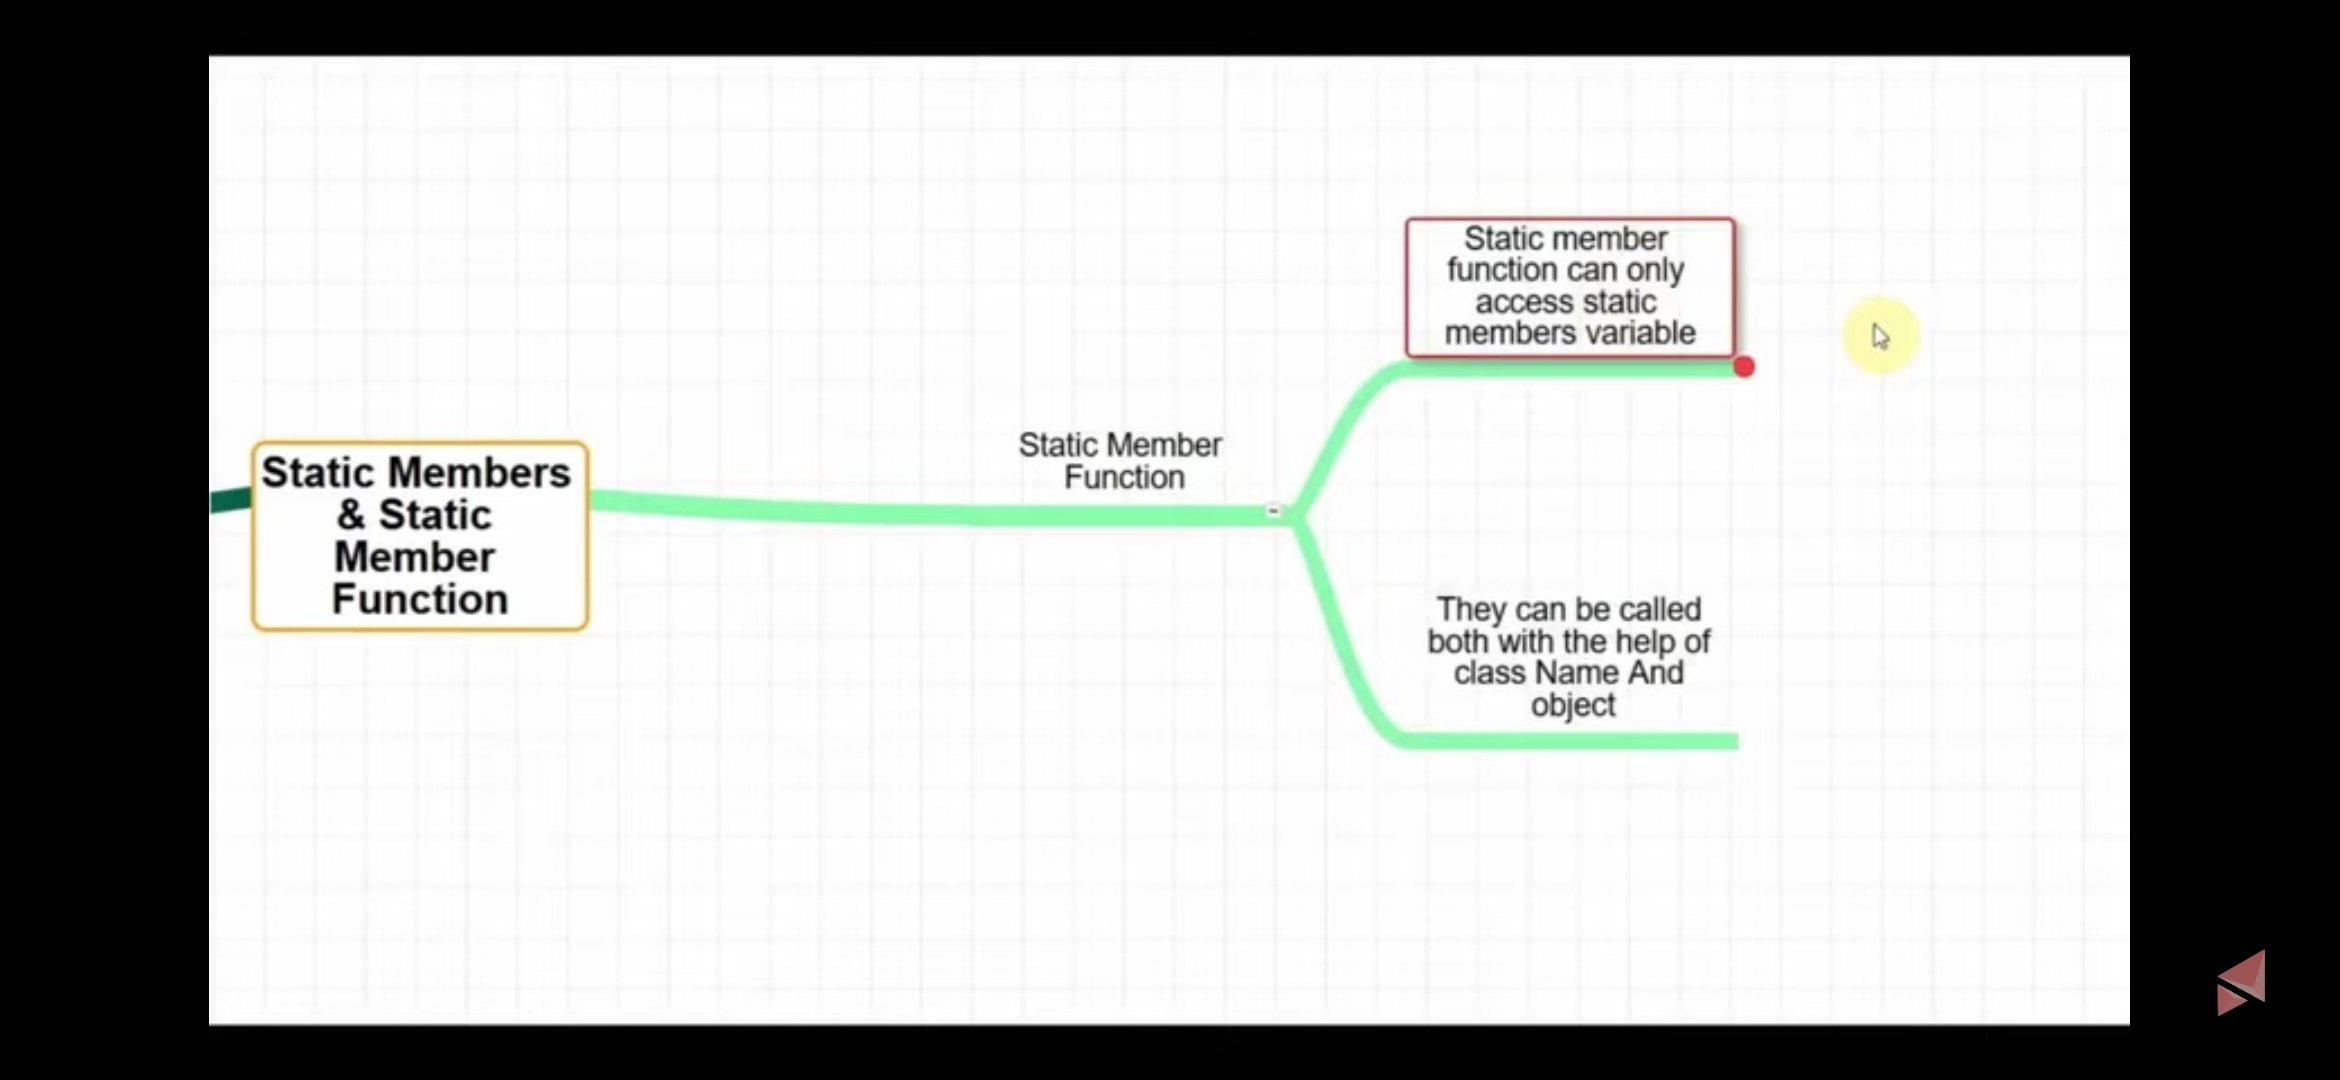 Static Members
& Static
Member
Function
Static Member
Function
Static member
function can only
access static
members variable
They can be called
both with the help of
class Name And
object